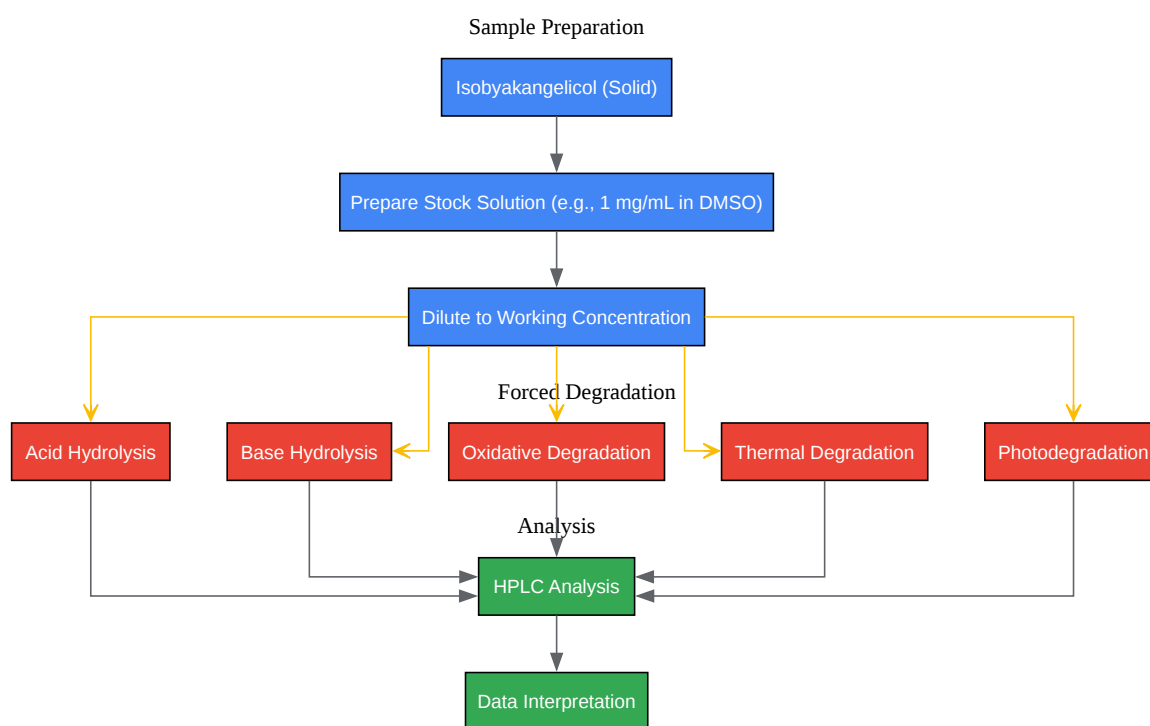 Sample Preparation
Isobyakangelicol (Solid)
Prepare Stock Solution (e.g., 1 mg/mL in DMSO)
Dilute to Working Concentration
Forced Degradation
Acid Hydrolysis
Base Hydrolysis
Oxidative Degradation
Thermal Degradation
Photodegradation
Analysis
HPLC Analysis
Data Interpretation